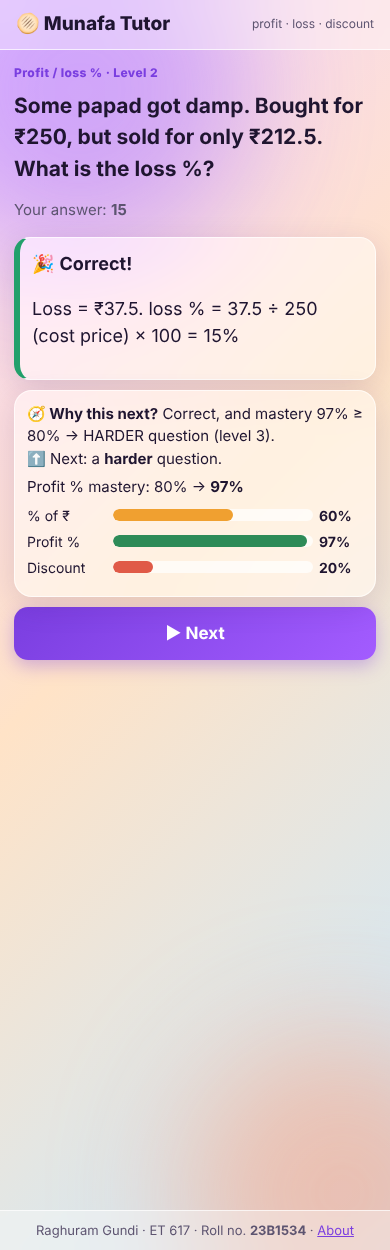 Munafa Tutor
profit · loss · discount
Profit / loss % · Level 2
Some papad got damp. Bought for
₹250, but sold for only ₹212.5.
What is the loss %?
Your answer: 15
🎉 Correct!
Loss = ₹37.5. loss % = 37.5 ÷ 250
(cost price) × 100 = 15%
🧭 Why this next? Correct, and mastery 97% ≥
80% → HARDER question (level 3).
⬆️ Next: a harder question.
Profit % mastery: 80% → 97%
% of ₹ 60%
Profit % 97%
Discount 20%
▶ Next
Raghuram Gundi · ET 617 · Roll no. 23B1534 · About